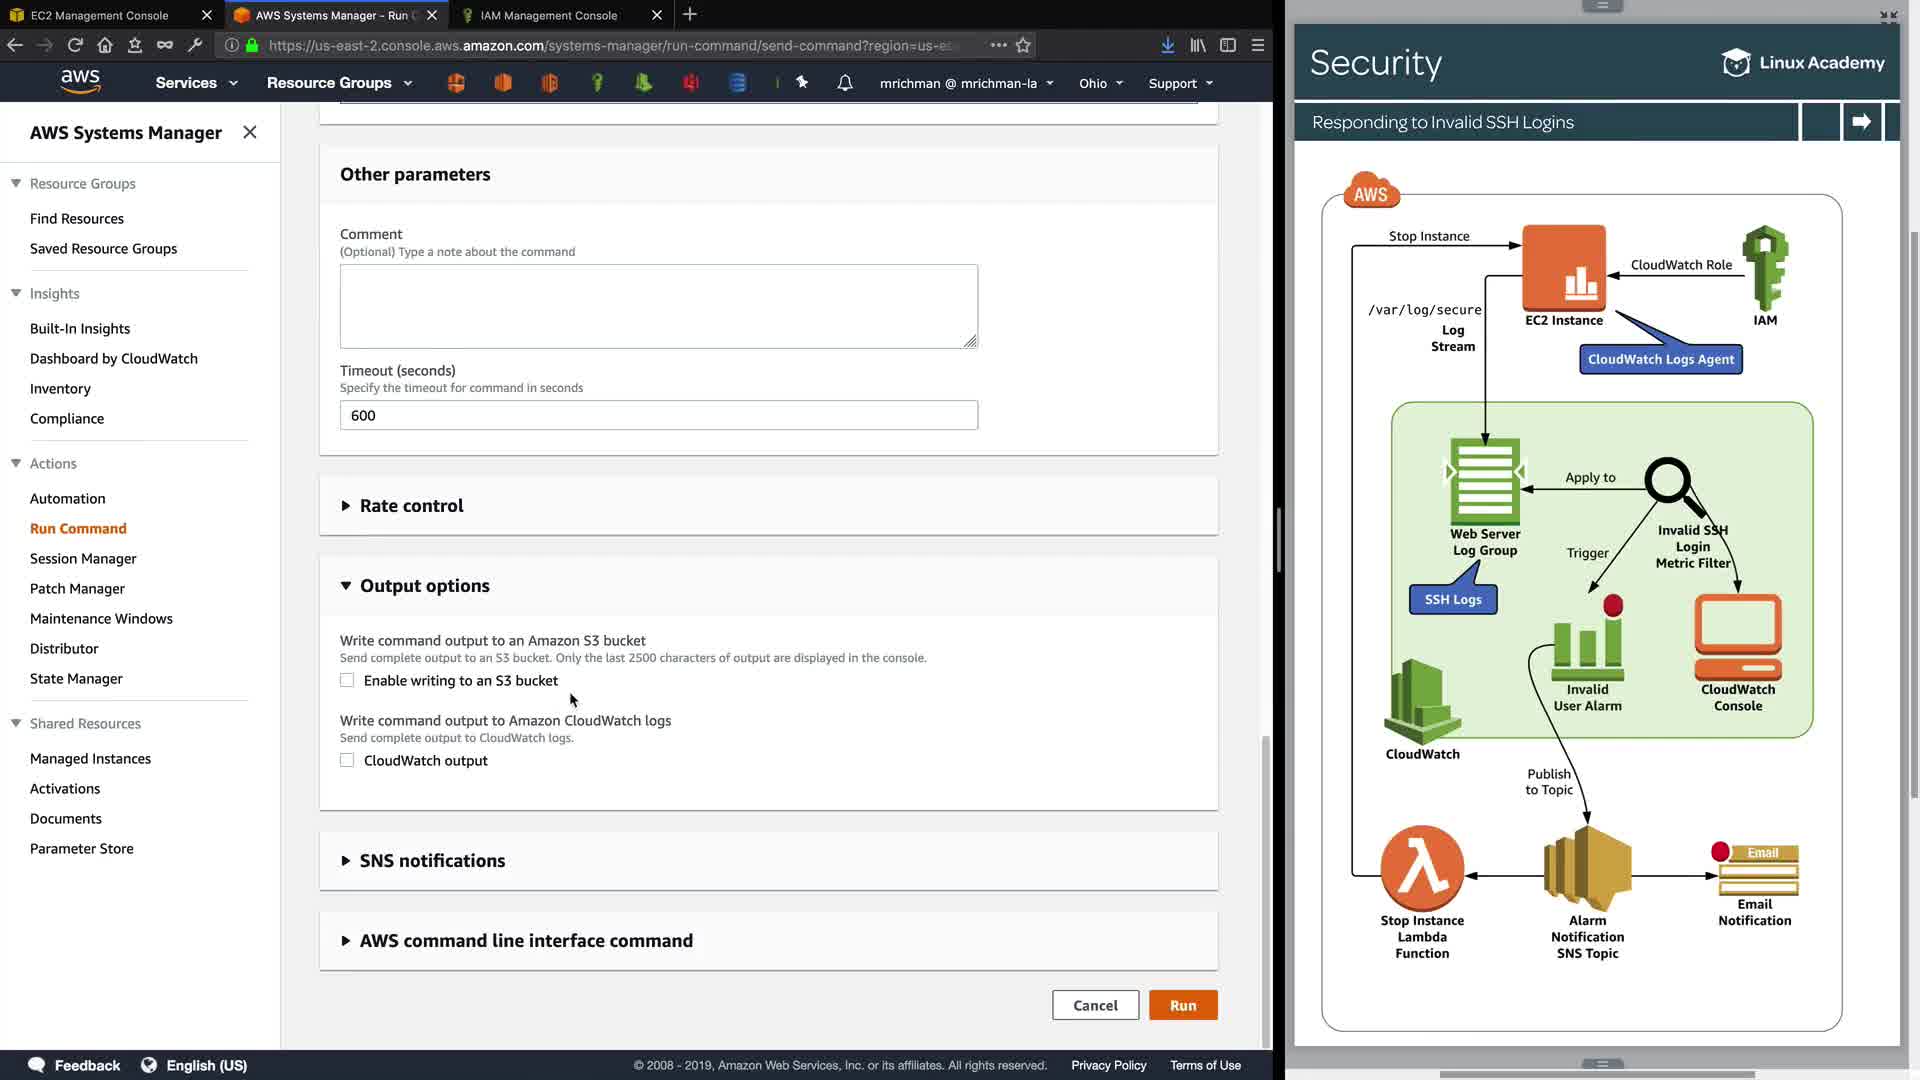 EC2 Management Console
AWS Systems Manager - Run C
IAM Management Console
https://us-east-2.console.aws.amazon.com/systems-manager/run-command/send-command?region=us-e
aws
Services
Resource Groups
mrichman @ mrichman-la
Ohio
Support
AWS Systems Manager
Resource Groups
Find Resources
Saved Resource Groups
Insights
Built-In Insights
Dashboard by CloudWatch
Inventory
Compliance
Actions
Automation
Run Command
Session Manager
Patch Manager
Maintenance Windows
Distributor
State Manager
Shared Resources
Managed Instances
Activations
Documents
Parameter Store
Other parameters
Comment
(Optional) Type a note about the command
Timeout (seconds)
Specify the timeout for command in seconds
600
Rate control
Output options
Write command output to an Amazon S3 bucket
Send complete output to an S3 bucket. Only the last 2500 characters of output are displayed in the console.
Enable writing to an S3 bucket
Write command output to Amazon CloudWatch logs
Send complete output to CloudWatch logs.
CloudWatch output
SNS notifications
AWS command line interface command
Cancel
Run
Feedback
English (US)
© 2008 - 2019, Amazon Web Services, Inc. or its affiliates. All rights reserved.
Privacy Policy
Terms of Use
Security
Linux Academy
Responding to Invalid SSH Logins
AWS
Stop Instance
CloudWatch Role
/var/log/secure
Log
Stream
EC2 Instance
IAM
CloudWatch Logs Agent
Apply to
Web Server
Log Group
Invalid SSH
Login
Metric Filter
Trigger
SSH Logs
Invalid
User Alarm
CloudWatch
Console
CloudWatch
Publish
to Topic
Email
Stop Instance
Lambda
Function
Alarm
Notification
SNS Topic
Email
Notification